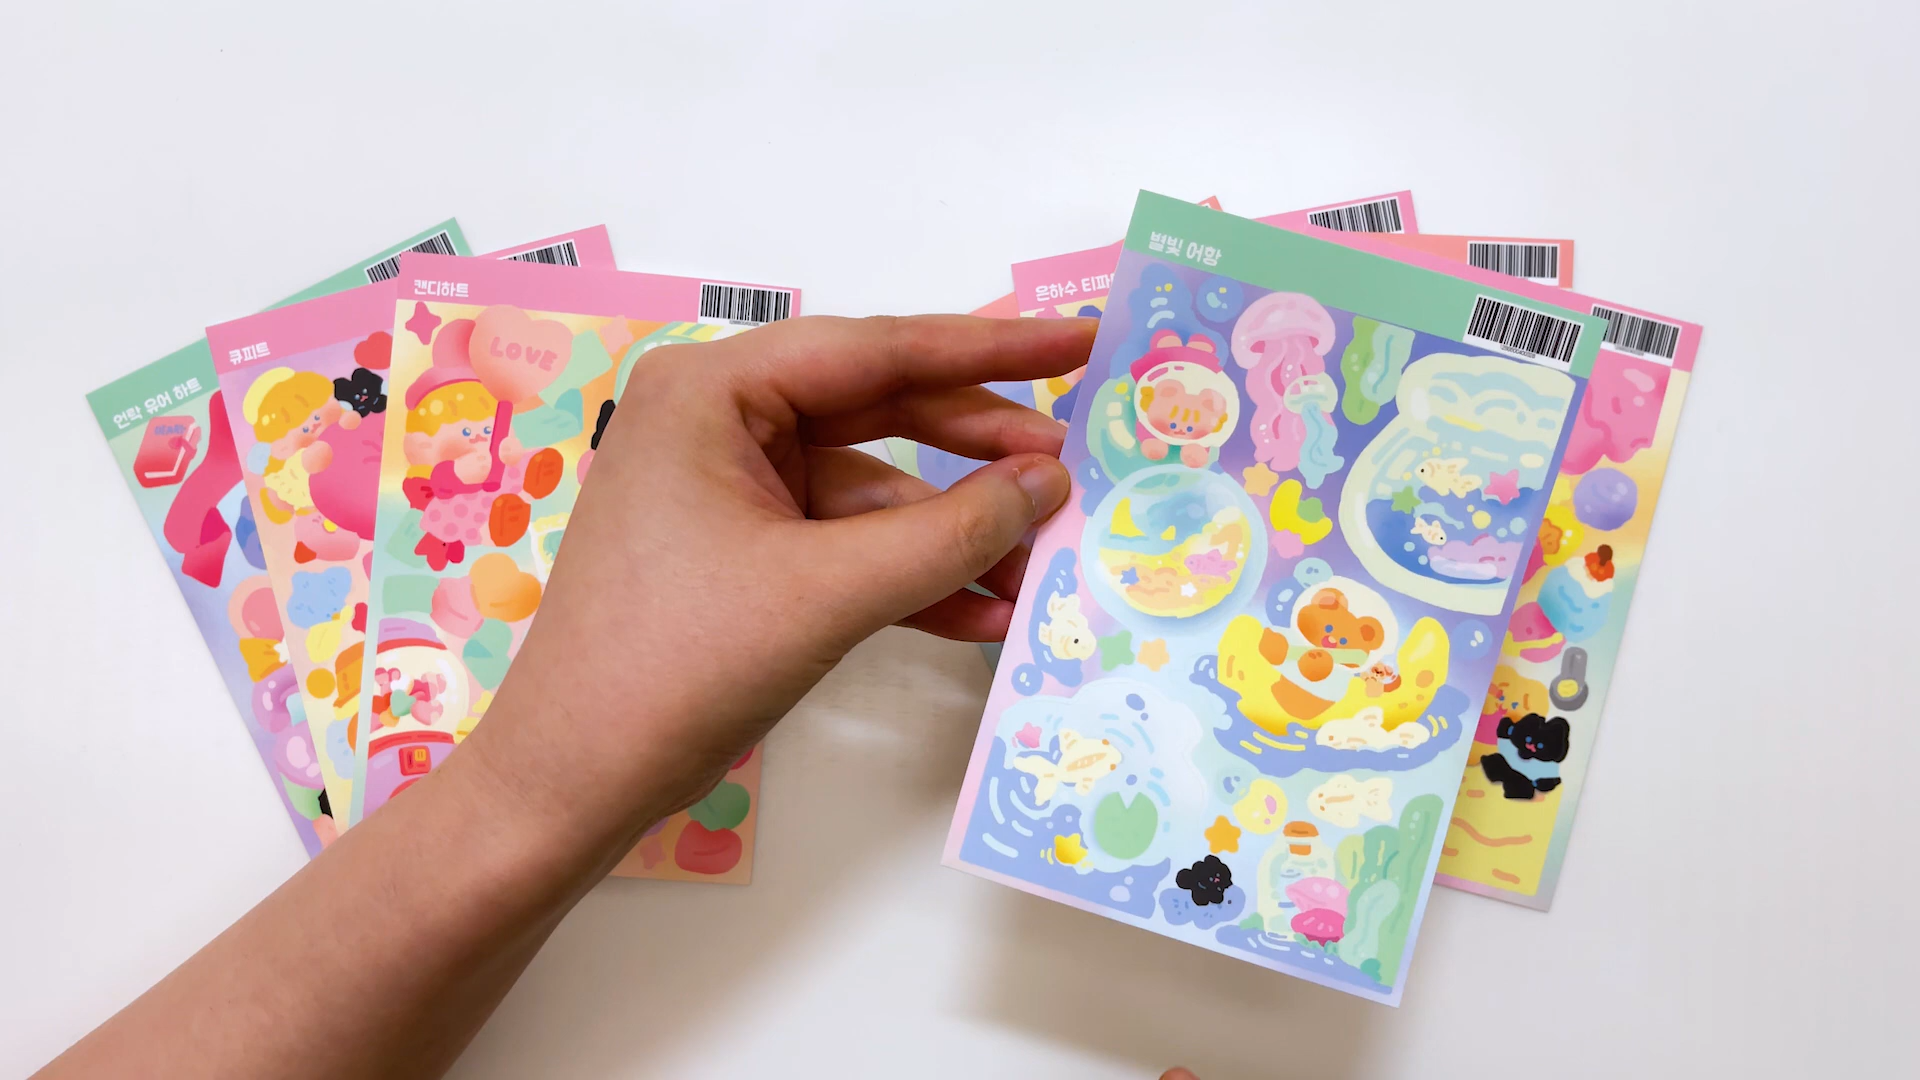 언락 유어 하트
큐피트
캔디하트
LOVE
은하수 티파
별빛 어항